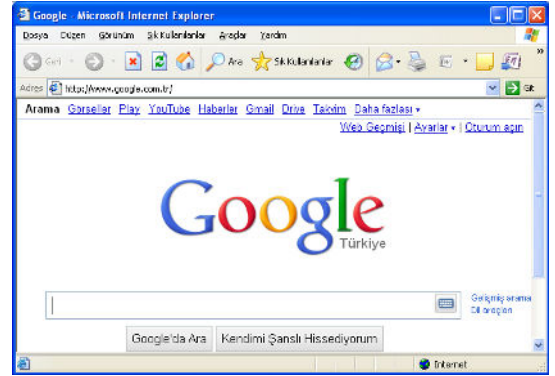 Google - Microsoft Internet Explorer
Dosya Düzen Görünüm Sık Kullanılanlar Araçlar Yardım
Geri Ara Sık Kullanılanlar
Adres http://www.google.com.tr/ Git
Arama Görseller Play YouTube Haberler Gmail Drive Takvim Daha fazlası
Web Geçmişi | Ayarlar | Oturum açın
Google
Türkiye
Gelişmiş arama
Dil araçları
Google'da Ara Kendimi Şanslı Hissediyorum
Internet